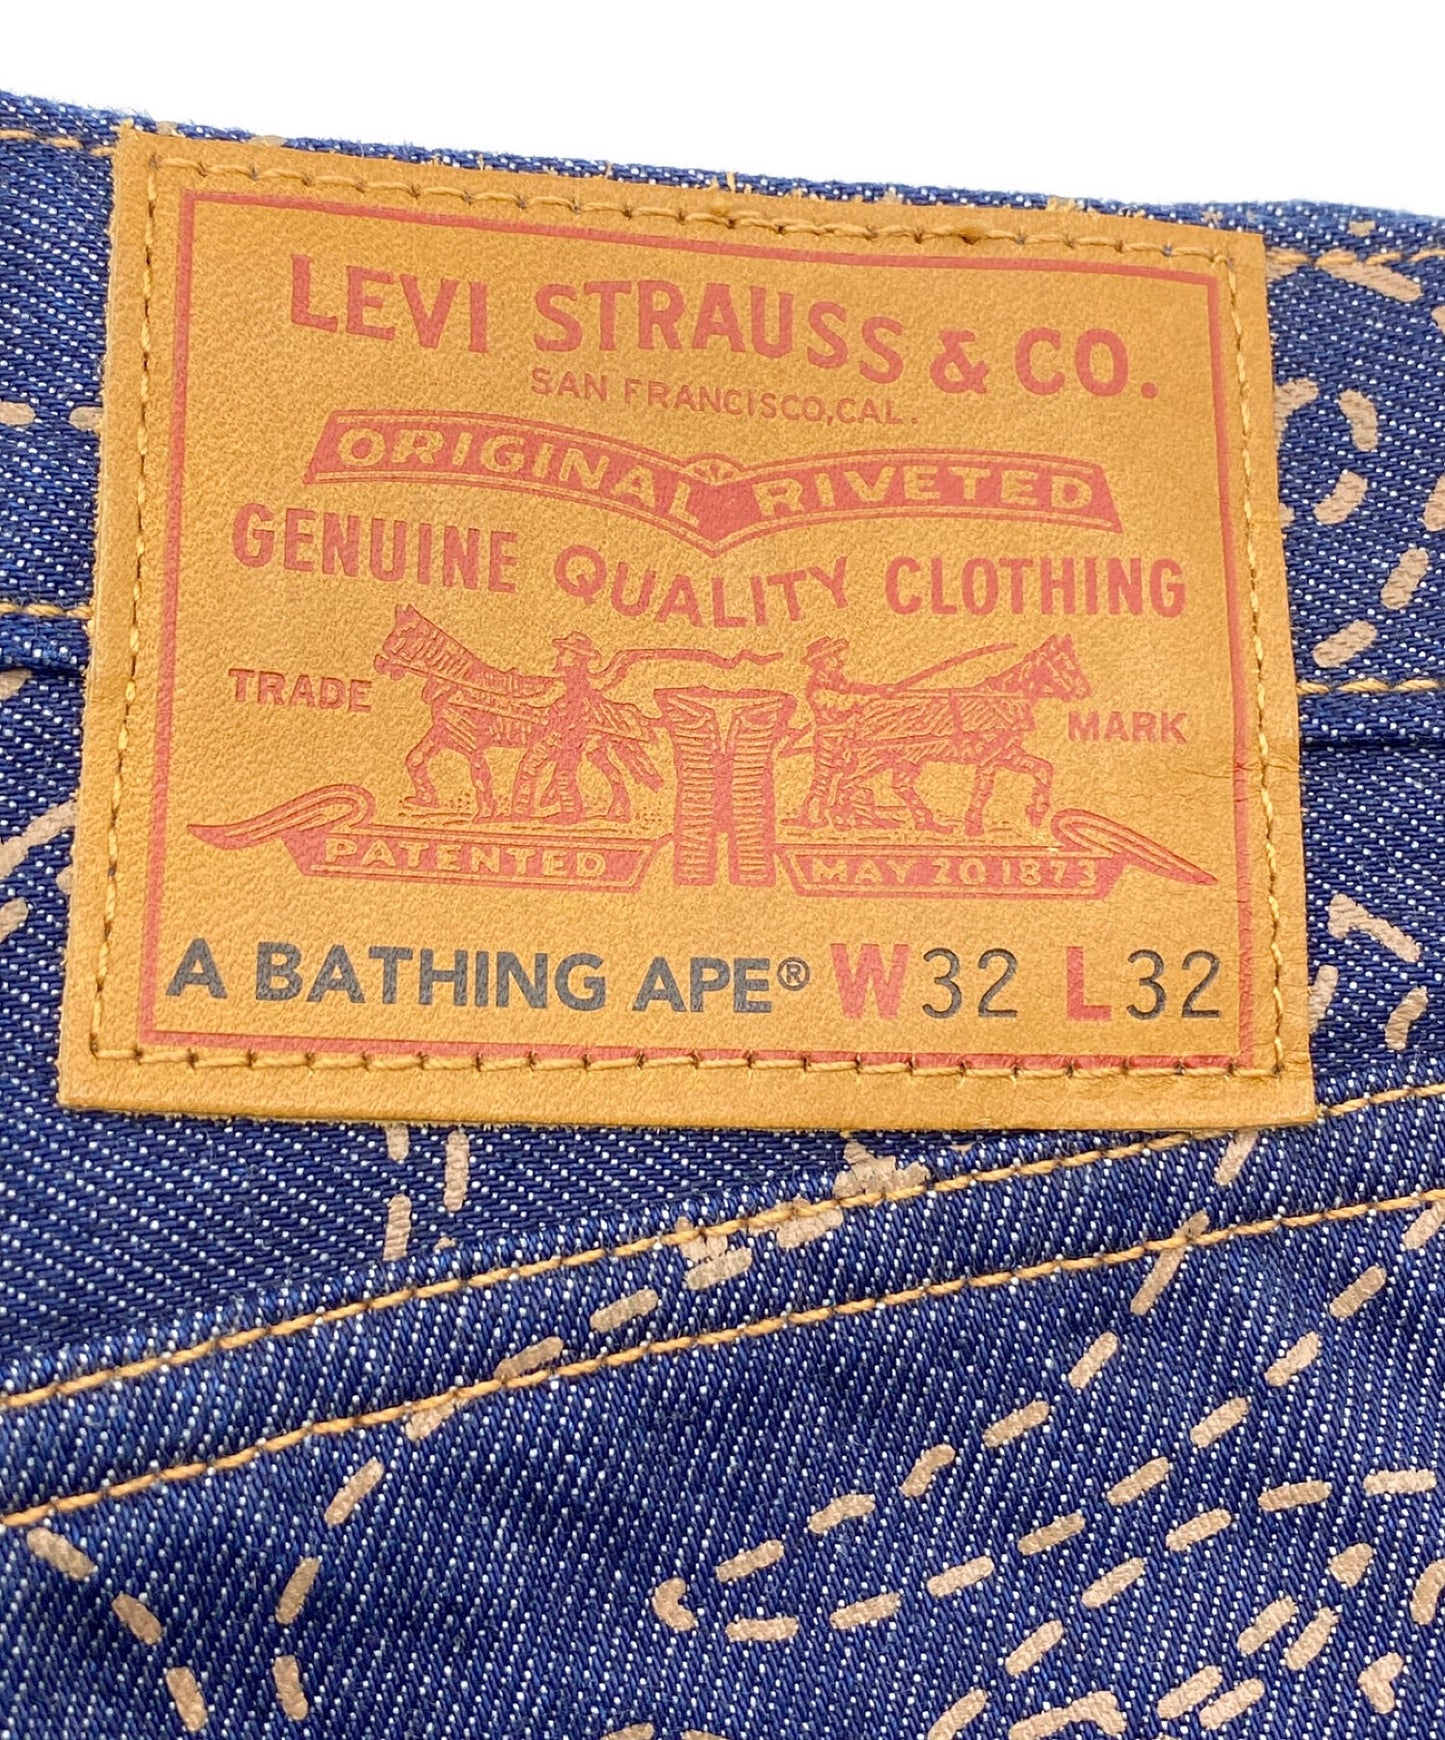 LEVI STRAUSS & CO.
SAN FRANCISCO, CAL.
ORIGINAL RIVETED
GENUINE QUALITY CLOTHING
TRADE MARK
PATENTED MAY 20 1873
A BATHING APE® W32 L32